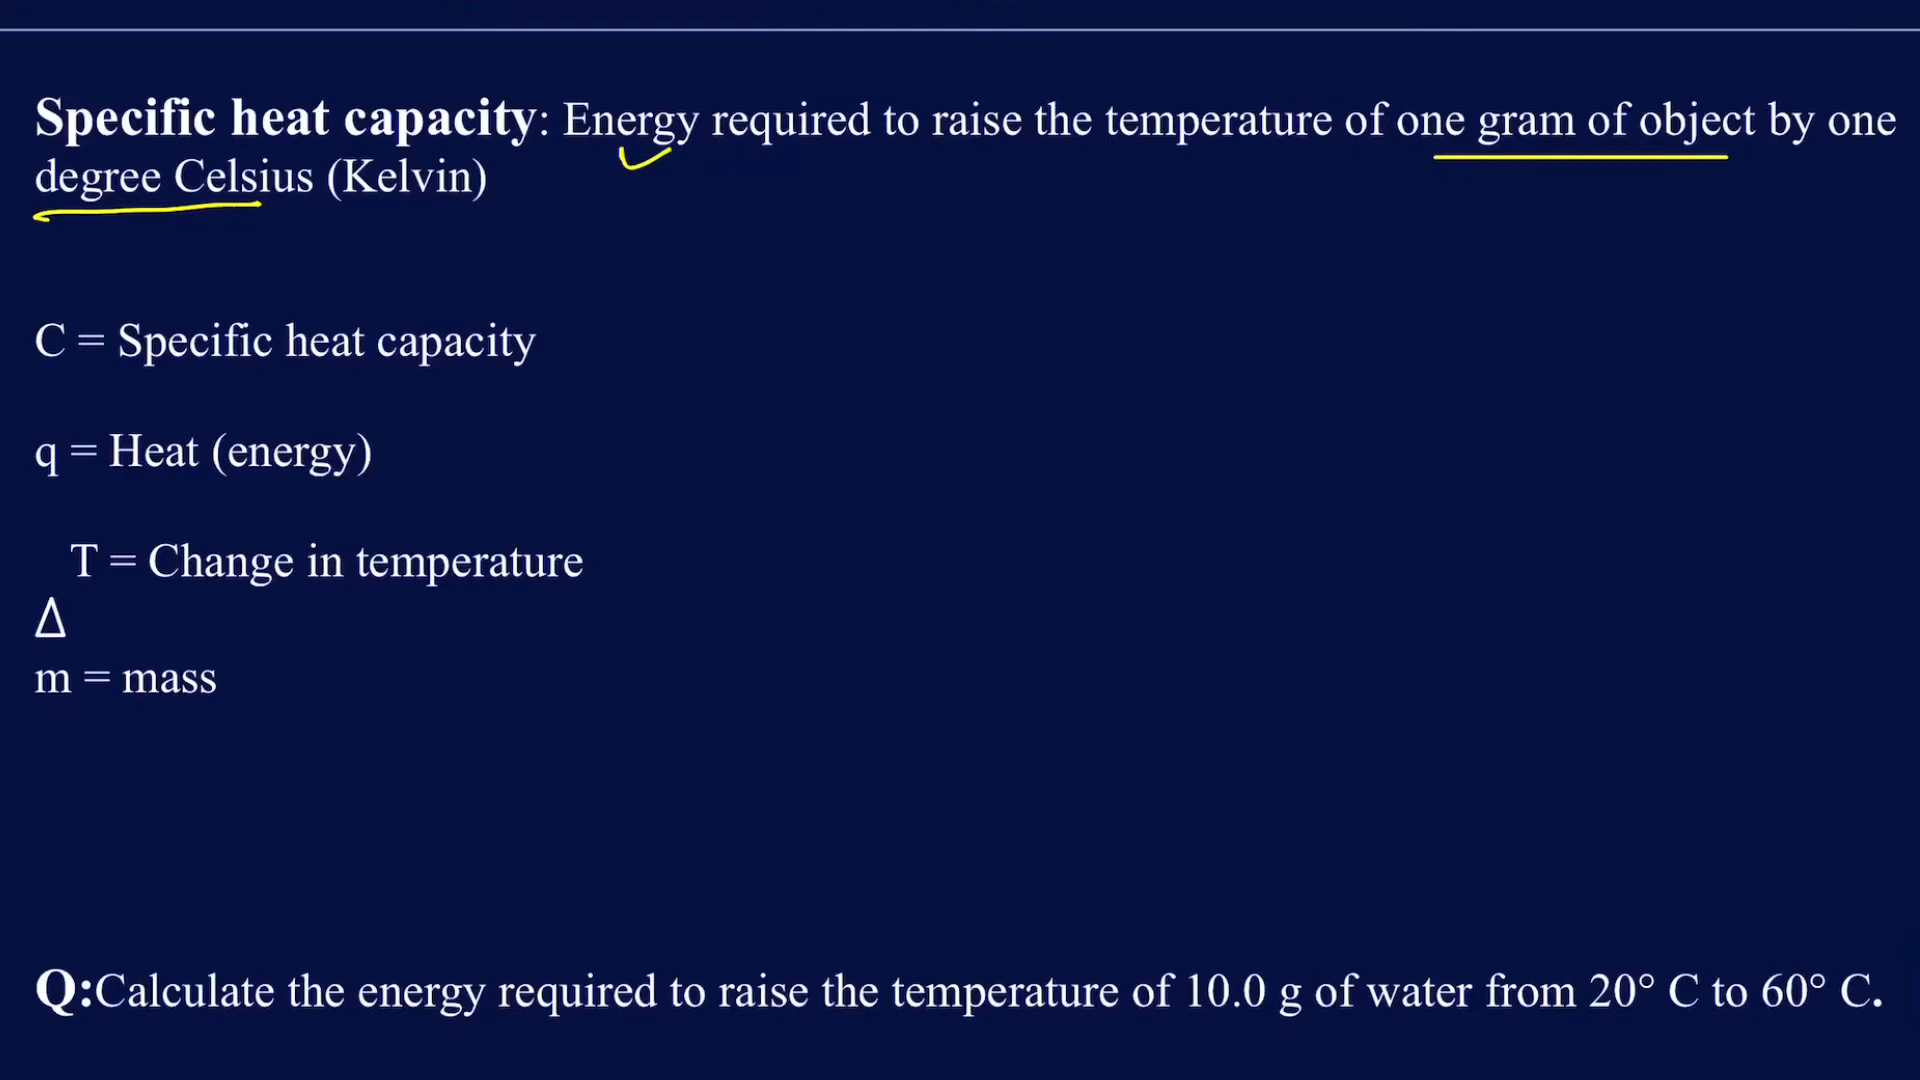 Specific heat capacity: Energy required to raise the temperature of one gram of object by one
degree Celsius (Kelvin)
C = Specific heat capacity
q = Heat (energy)
T = Change in temperature
Δ
m = mass
Q:Calculate the energy required to raise the temperature of 10.0 g of water from 20° C to 60° C.